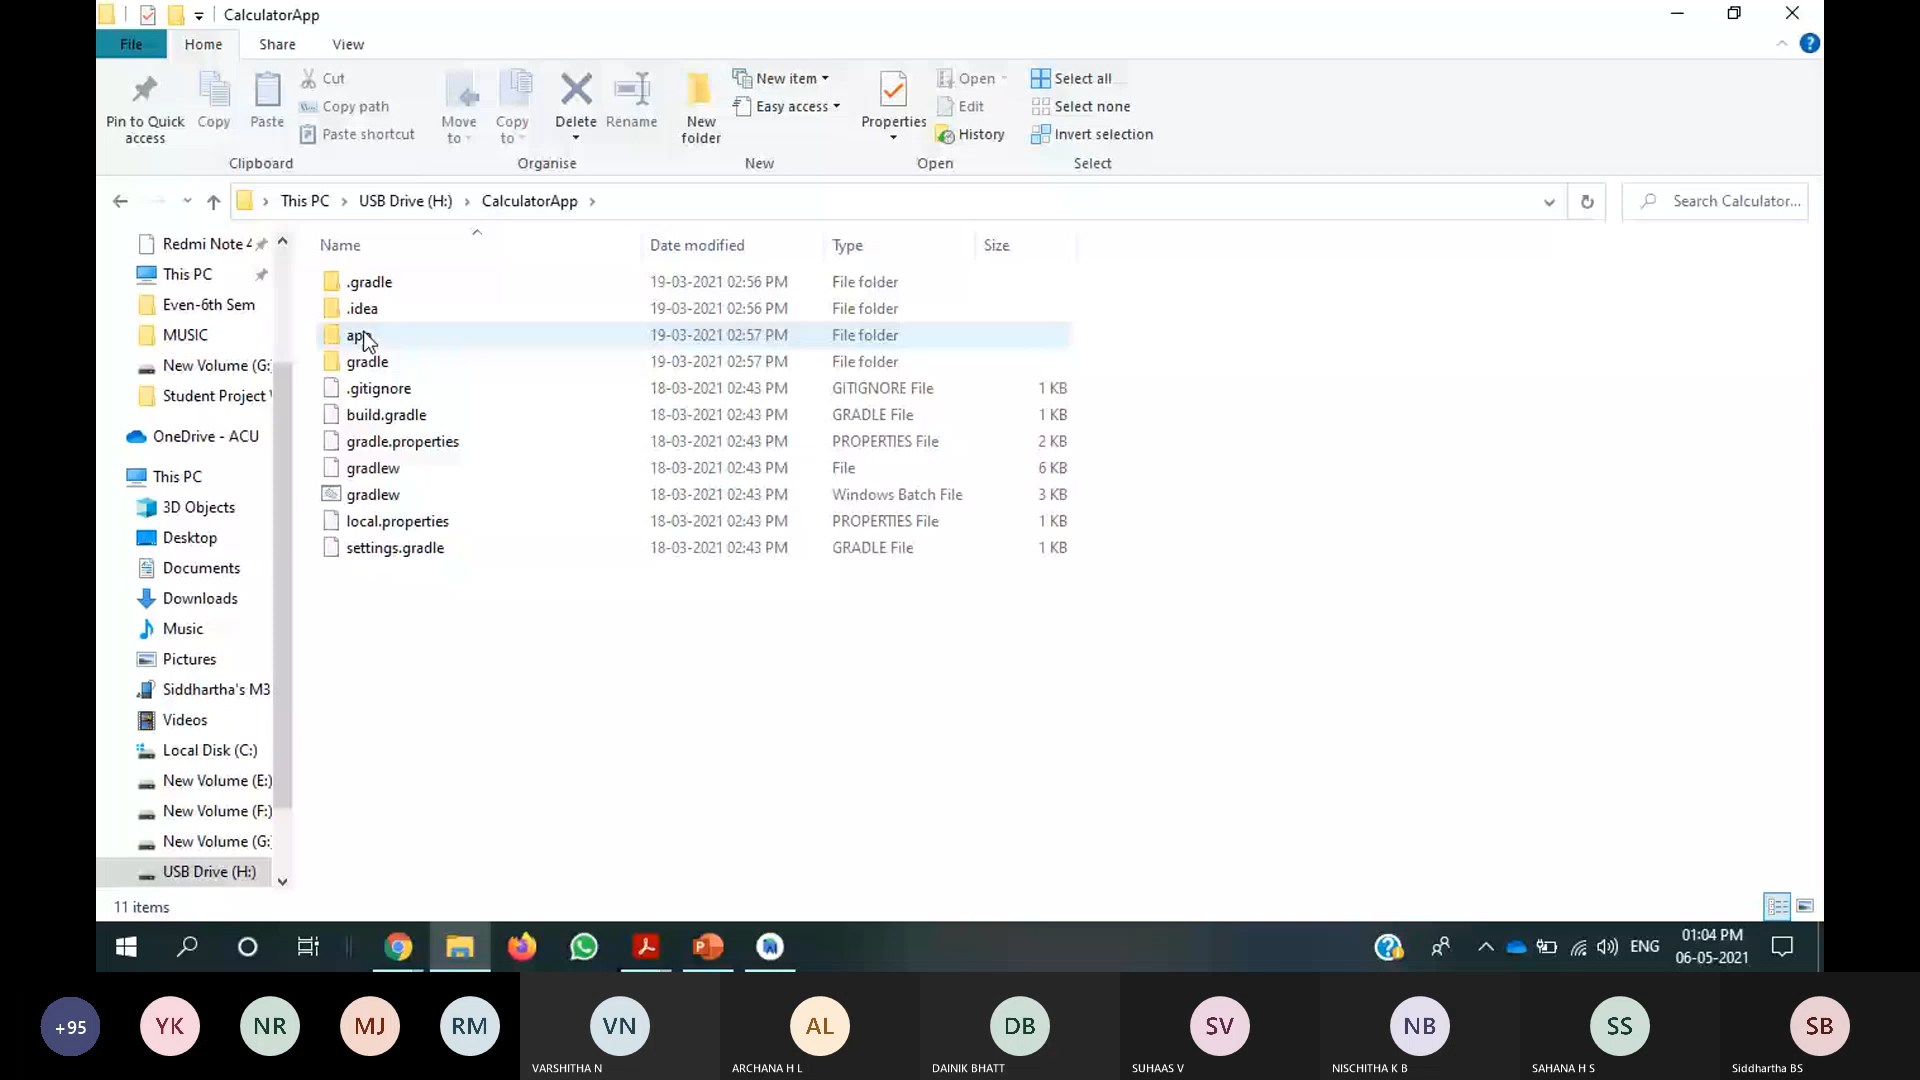 CalculatorApp
File Home Share View
Pin to Quick access
Copy
Paste
Cut
Copy path
Paste shortcut
Clipboard
Move to
Copy to
Delete
Rename
Organise
New folder
New item
Easy access
New
Properties
Open
Edit
History
Open
Select all
Select none
Invert selection
Select
This PC > USB Drive (H:) > CalculatorApp >
Search Calculator...
Redmi Note 4
This PC
Even-6th Sem
MUSIC
New Volume (G:
Student Project
OneDrive - ACU
This PC
3D Objects
Desktop
Documents
Downloads
Music
Pictures
Siddhartha's M3
Videos
Local Disk (C:)
New Volume (E:)
New Volume (F:)
New Volume (G:
USB Drive (H:)
Name Date modified Type Size
.gradle 19-03-2021 02:56 PM File folder
.idea 19-03-2021 02:56 PM File folder
app 19-03-2021 02:57 PM File folder
gradle 19-03-2021 02:57 PM File folder
.gitignore 18-03-2021 02:43 PM GITIGNORE File 1 KB
build.gradle 18-03-2021 02:43 PM GRADLE File 1 KB
gradle.properties 18-03-2021 02:43 PM PROPERTIES File 2 KB
gradlew 18-03-2021 02:43 PM File 6 KB
gradlew 18-03-2021 02:43 PM Windows Batch File 3 KB
local.properties 18-03-2021 02:43 PM PROPERTIES File 1 KB
settings.gradle 18-03-2021 02:43 PM GRADLE File 1 KB
11 items
ENG
01:04 PM
06-05-2021
+95 YK NR MJ RM VN AL DB SV NB SS SB
VARSHITHA N ARCHANA H L DAINIK BHATT SUHAAS V NISCHITHA K B SAHANA H S Siddhartha BS